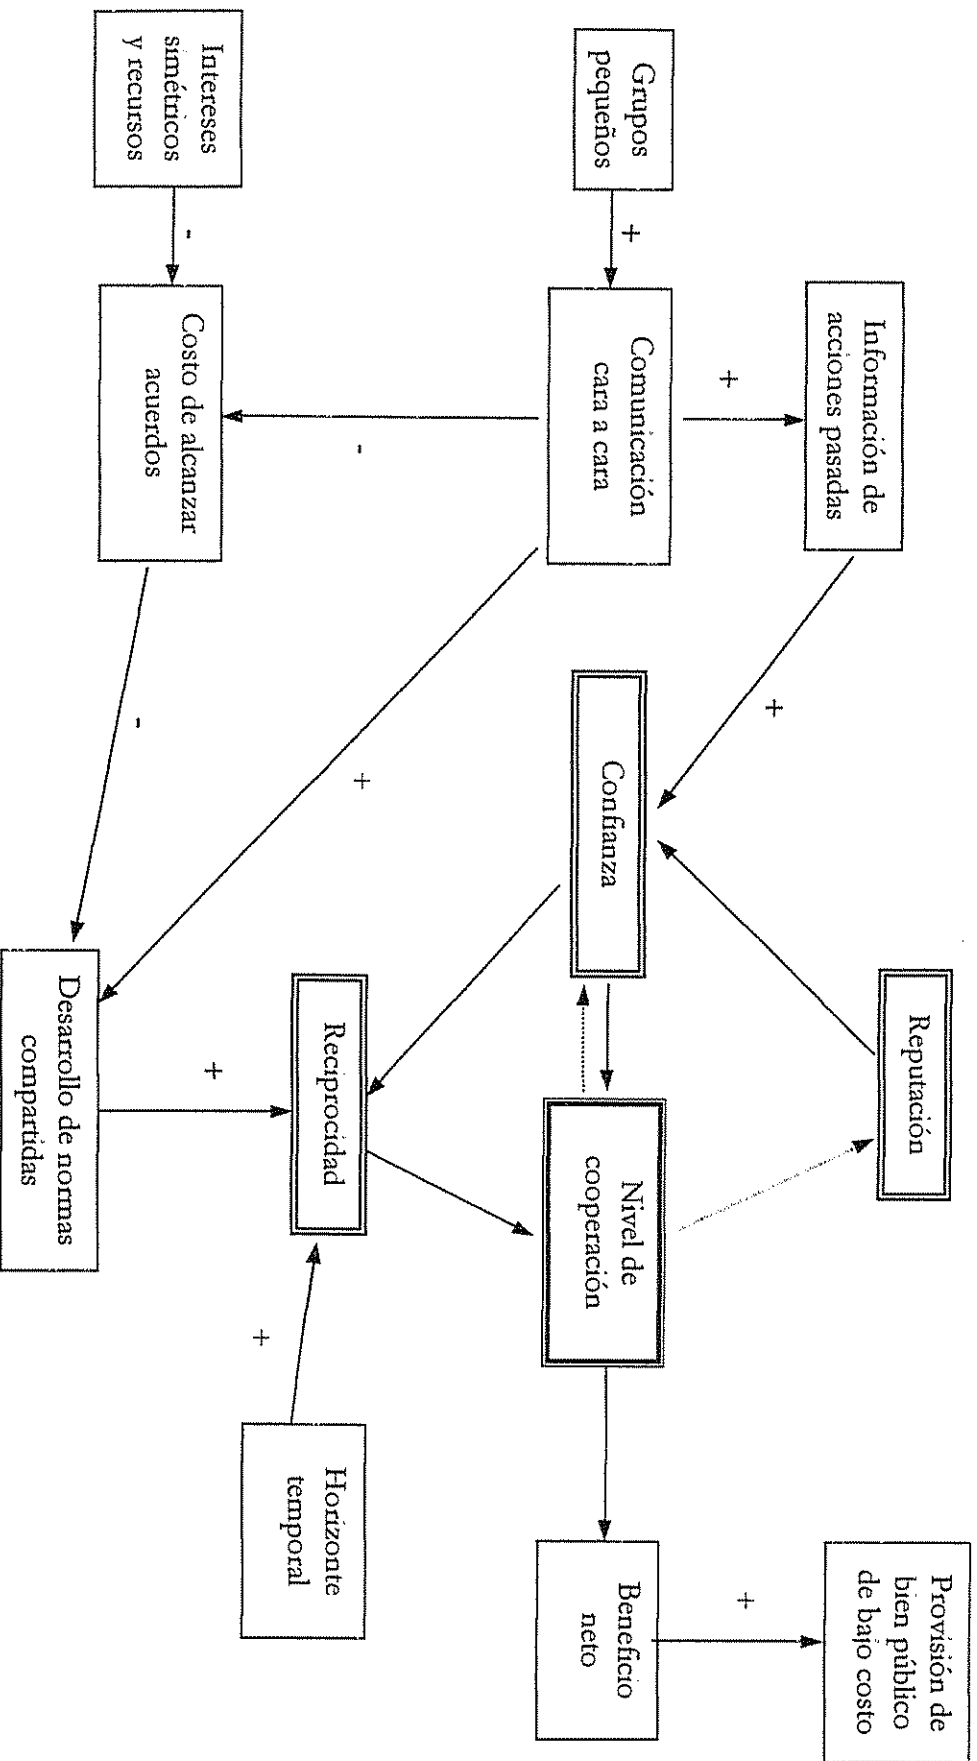 Información de
acciones pasadas
+
+
Reputación
Provisión de
bien público
de bajo costo
+
Grupos
pequeños
+
Comunicación
cara a cara
Confianza
Nivel de
cooperación
Beneficio
neto
-
+
Reciprocidad
+
Horizonte
temporal
+
Intereses
simétricos
y recursos
-
Costo de alcanzar
acuerdos
-
Desarrollo de normas
compartidas